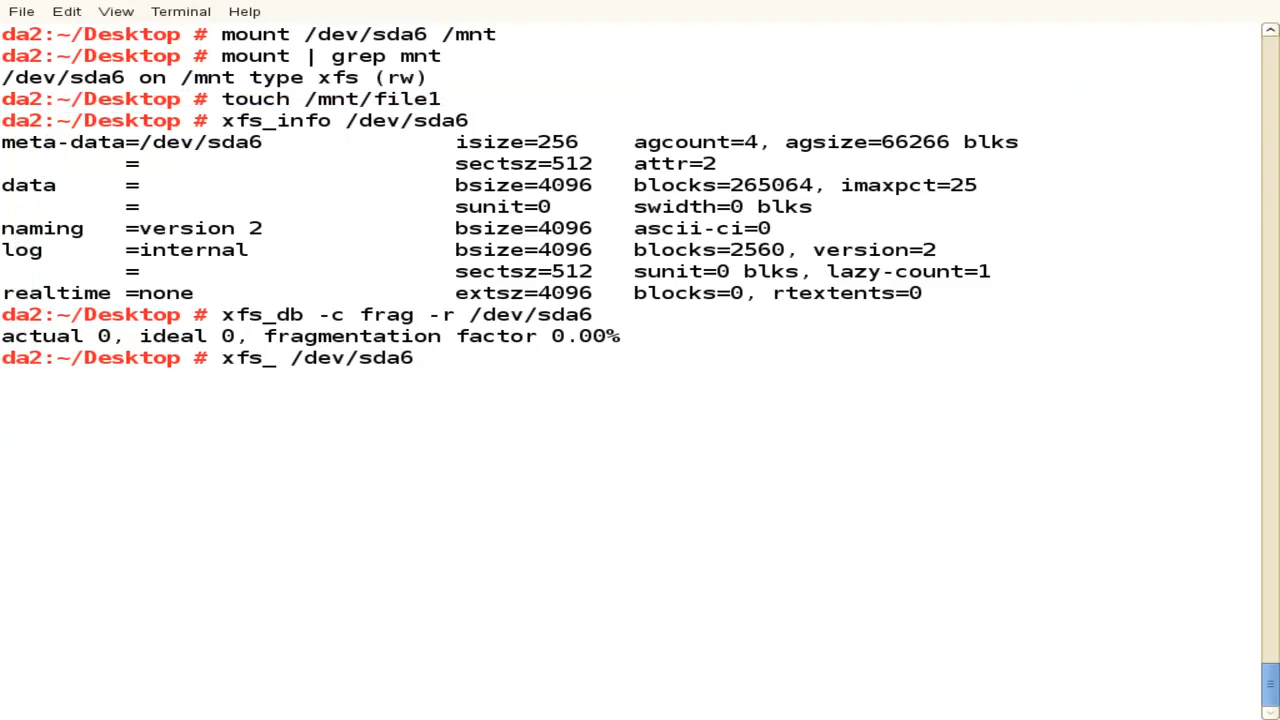 File Edit View Terminal Help
da2:~/Desktop # mount /dev/sda6 /mnt
da2:~/Desktop # mount | grep mnt
/dev/sda6 on /mnt type xfs (rw)
da2:~/Desktop # touch /mnt/file1
da2:~/Desktop # xfs_info /dev/sda6
meta-data=/dev/sda6              isize=256    agcount=4, agsize=66266 blks
         =                       sectsz=512   attr=2
data     =                       bsize=4096   blocks=265064, imaxpct=25
         =                       sunit=0      swidth=0 blks
naming   =version 2              bsize=4096   ascii-ci=0
log      =internal               bsize=4096   blocks=2560, version=2
         =                       sectsz=512   sunit=0 blks, lazy-count=1
realtime =none                   extsz=4096   blocks=0, rtextents=0
da2:~/Desktop # xfs_db -c frag -r /dev/sda6
actual 0, ideal 0, fragmentation factor 0.00%
da2:~/Desktop # xfs_ /dev/sda6